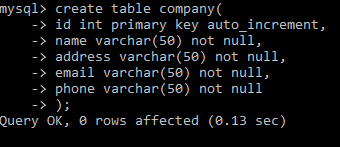 mysql> create table company(
-> id int primary key auto_increment,
-> name varchar(50) not null,
-> address varchar(50) not null,
-> email varchar(50) not null,
-> phone varchar(50) not null
-> );
Query OK, 0 rows affected (0.13 sec)